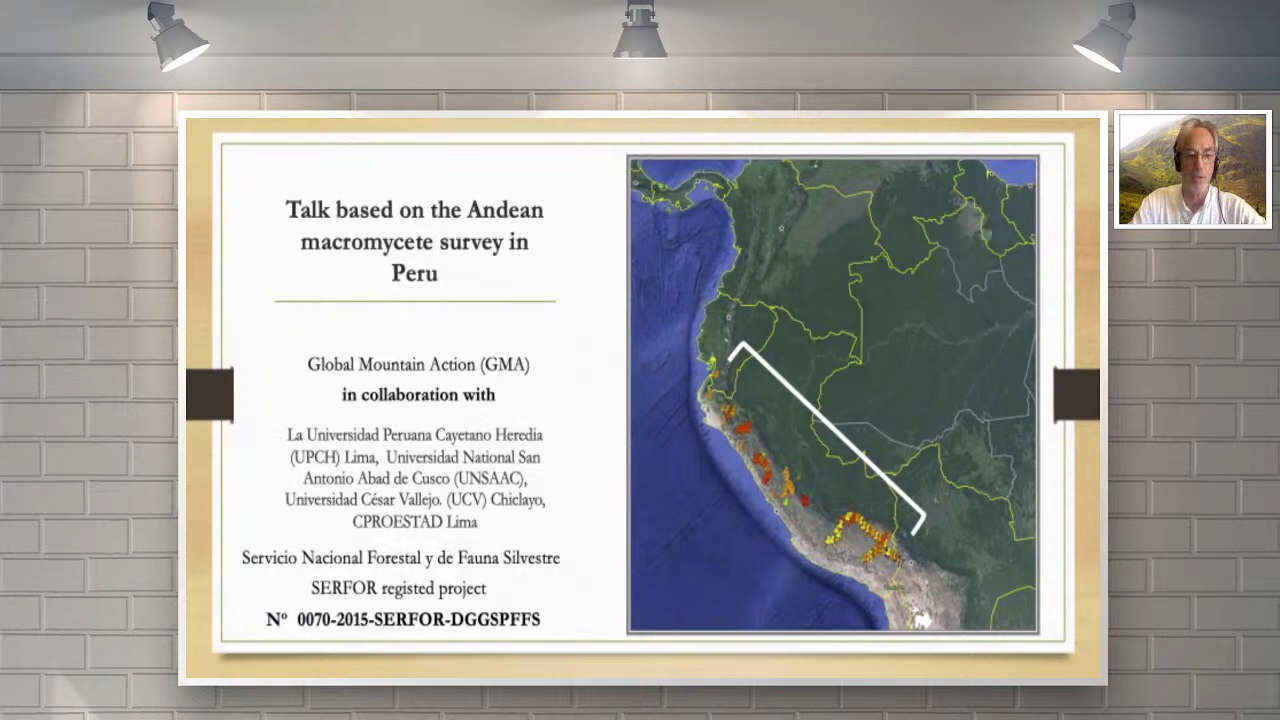 Talk based on the Andean
macromycete survey in
Peru
Global Mountain Action (GMA)
in collaboration with
La Universidad Peruana Cayetano Heredia
(UPCH) Lima, Universidad National San
Antonio Abad de Cusco (UNSAAC),
Universidad César Vallejo. (UCV) Chiclayo,
CPROESTAD Lima
Servicio Nacional Forestal y de Fauna Silvestre
SERFOR registed project
Nº 0070-2015-SERFOR-DGGSPFFS